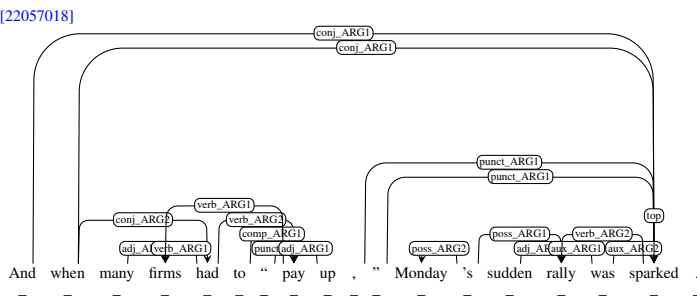 [22057018]
conj_ARG1
conj_ARG1
punct_ARG1
punct_ARG1
verb_ARG1
top
conj_ARG2 verb_ARG2
comp_ARG1 poss_ARG1 verb_ARG2
verb_ARG1 adj_ARG1 poss_ARG2 aux_ARG1 aux_ARG2
And when many firms had to “ pay up , ” Monday 's sudden rally was sparked .